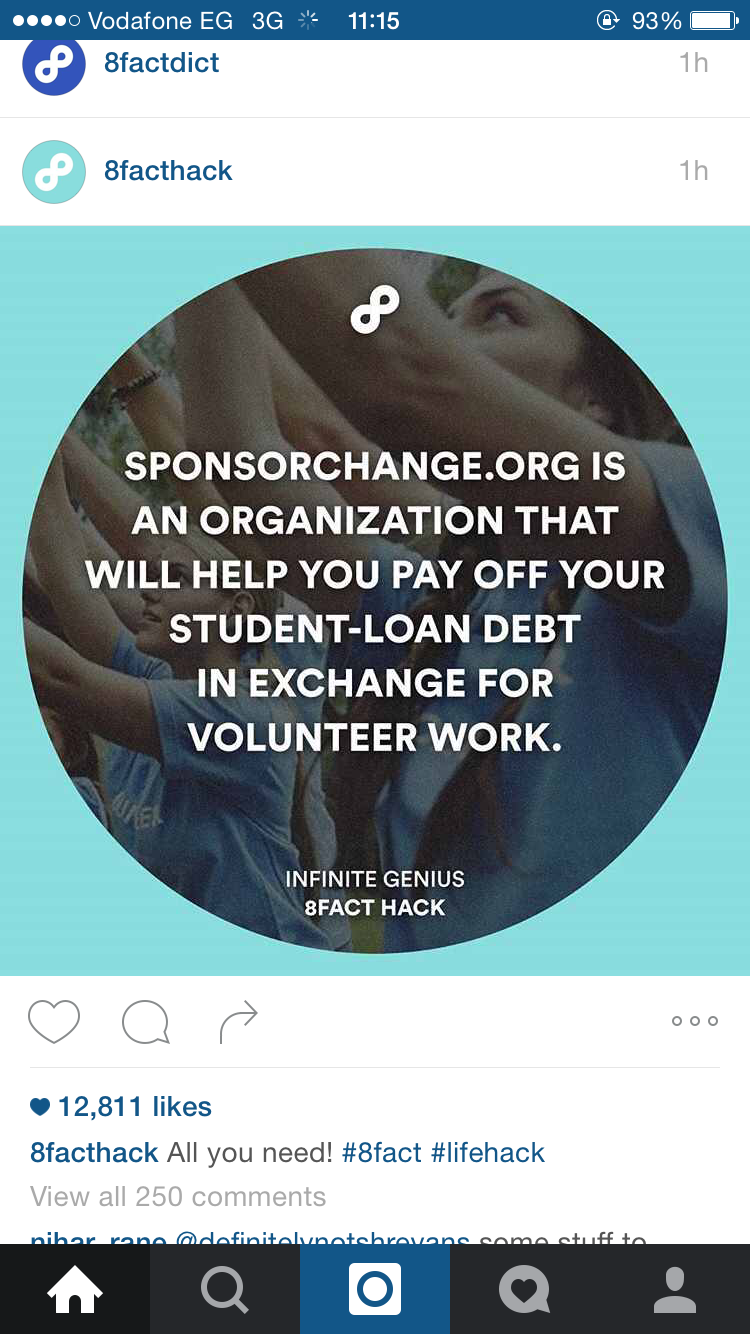 Vodafone EG 3G 11:15 93%
8factdict 1h
8facthack 1h
SPONSORCHANGE.ORG IS
AN ORGANIZATION THAT
WILL HELP YOU PAY OFF YOUR
STUDENT-LOAN DEBT
IN EXCHANGE FOR
VOLUNTEER WORK.
INFINITE GENIUS
8FACT HACK
12,811 likes
8facthack All you need! #8fact #lifehack
View all 250 comments
nihar_rane @definitelynotshreyans some stuff to